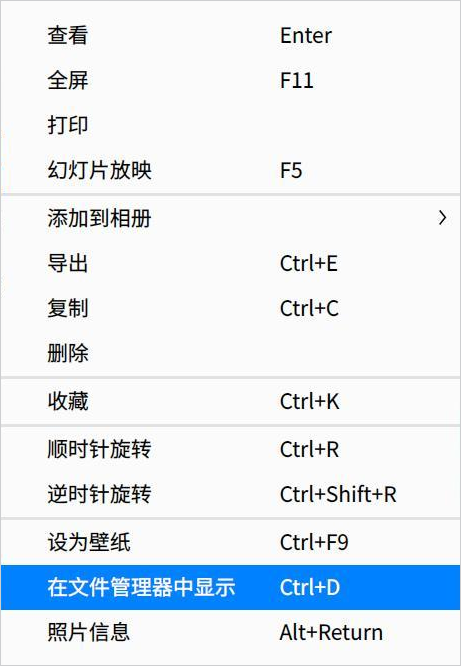 查看 Enter
全屏 F11
打印
幻灯片放映 F5
添加到相册
导出 Ctrl+E
复制 Ctrl+C
删除
收藏 Ctrl+K
顺时针旋转 Ctrl+R
逆时针旋转 Ctrl+Shift+R
设为壁纸 Ctrl+F9
在文件管理器中显示 Ctrl+D
照片信息 Alt+Return